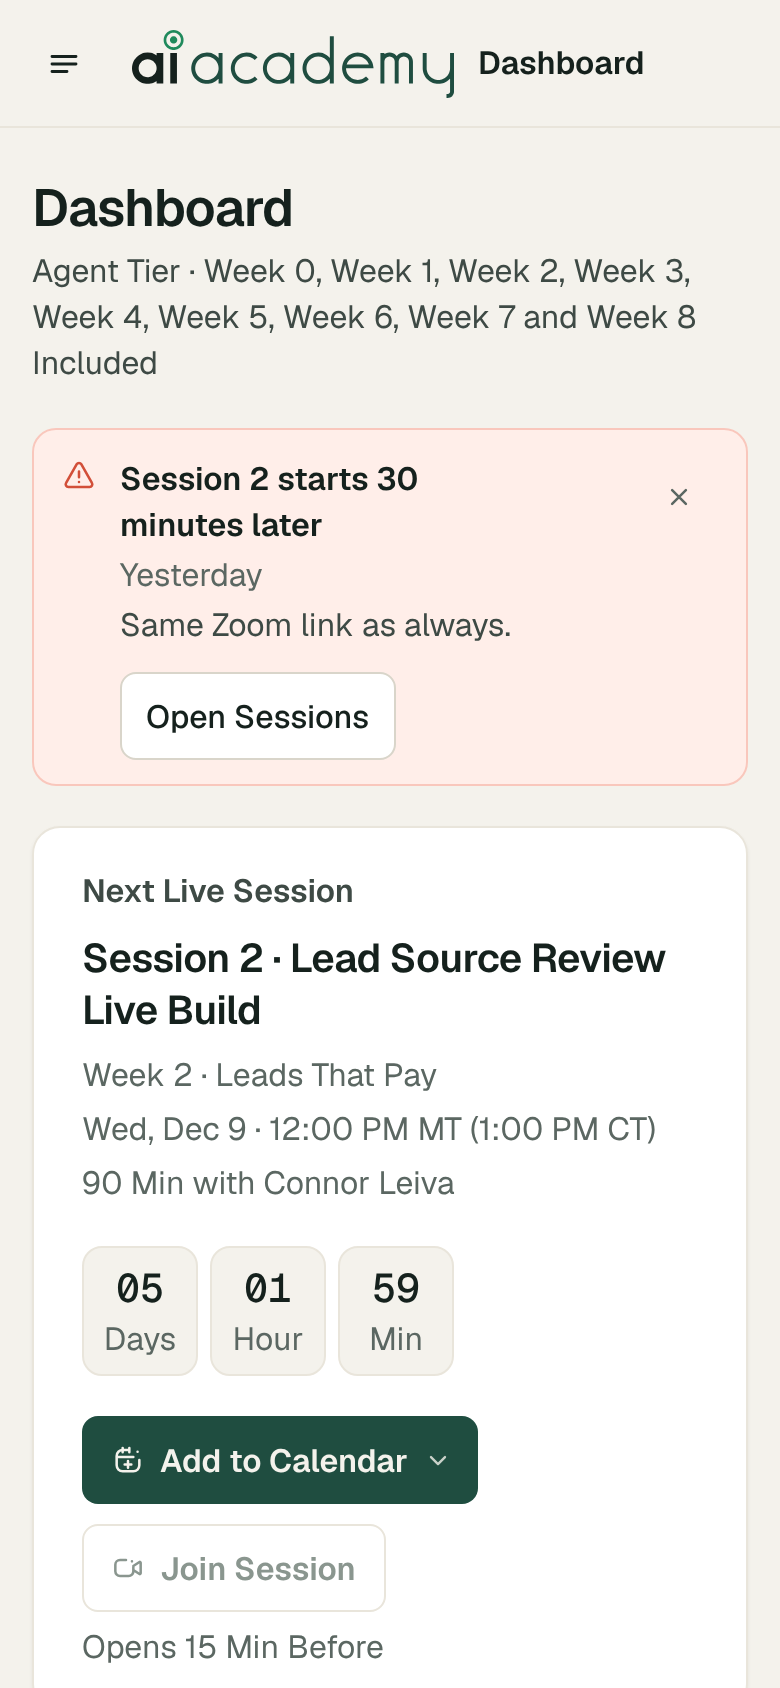 ai academy Dashboard
Dashboard
Agent Tier · Week 0, Week 1, Week 2, Week 3,
Week 4, Week 5, Week 6, Week 7 and Week 8
Included
Session 2 starts 30
minutes later
Yesterday
Same Zoom link as always.
Open Sessions
Next Live Session
Session 2 · Lead Source Review
Live Build
Week 2 · Leads That Pay
Wed, Dec 9 · 12:00 PM MT (1:00 PM CT)
90 Min with Connor Leiva
05 01 59
Days Hour Min
Add to Calendar
Join Session
Opens 15 Min Before